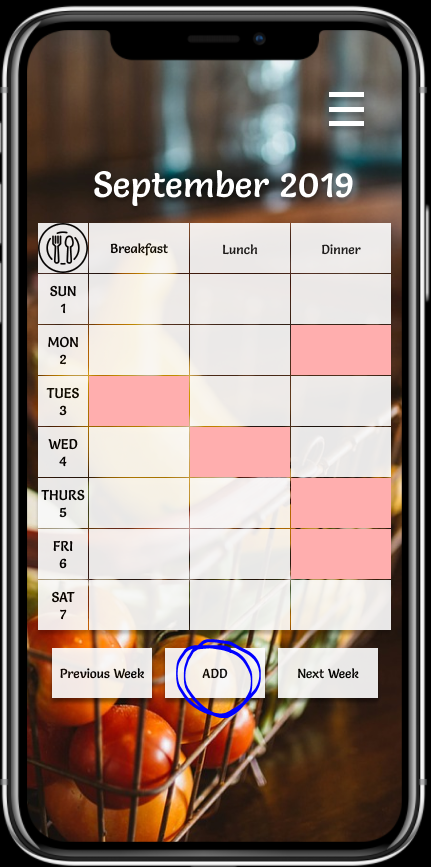 September 2019
Breakfast Lunch Dinner
SUN
1
MON
2
TUES
3
WED
4
THURS
5
FRI
6
SAT
7
Previous Week ADD Next Week